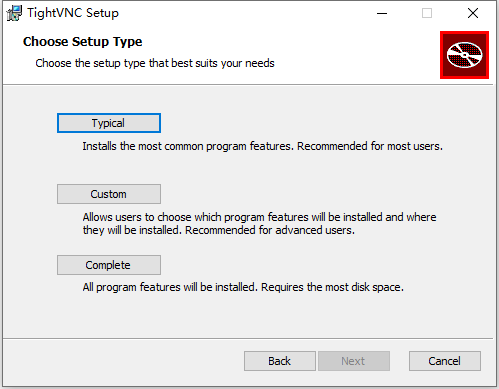 TightVNC Setup
Choose Setup Type
Choose the setup type that best suits your needs
Typical
Installs the most common program features. Recommended for most users.
Custom
Allows users to choose which program features will be installed and where
they will be installed. Recommended for advanced users.
Complete
All program features will be installed. Requires the most disk space.
Back Next Cancel